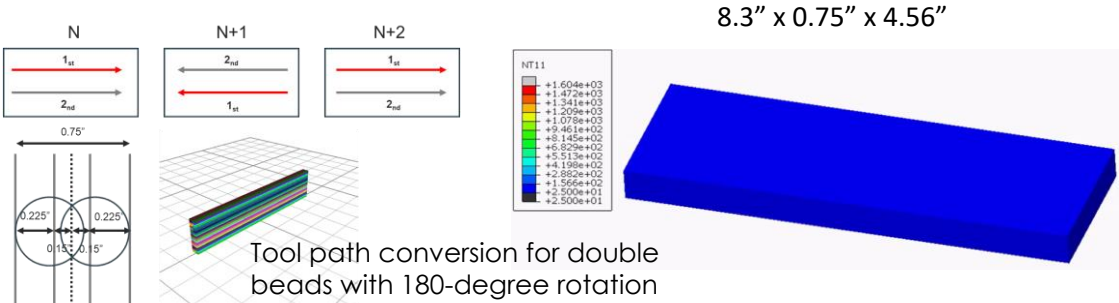 8.3” x 0.75” x 4.56”
N
N+1
N+2
1st
2nd
2nd
1st
1st
2nd
0.75"
0.225"
0.225"
0.15"
0.15"
Tool path conversion for double
beads with 180-degree rotation
NT11
+1.604e+03
+1.472e+03
+1.341e+03
+1.209e+03
+1.078e+03
+9.461e+02
+8.145e+02
+6.829e+02
+5.513e+02
+4.198e+02
+2.882e+02
+1.566e+02
+2.500e+01
+2.500e+01